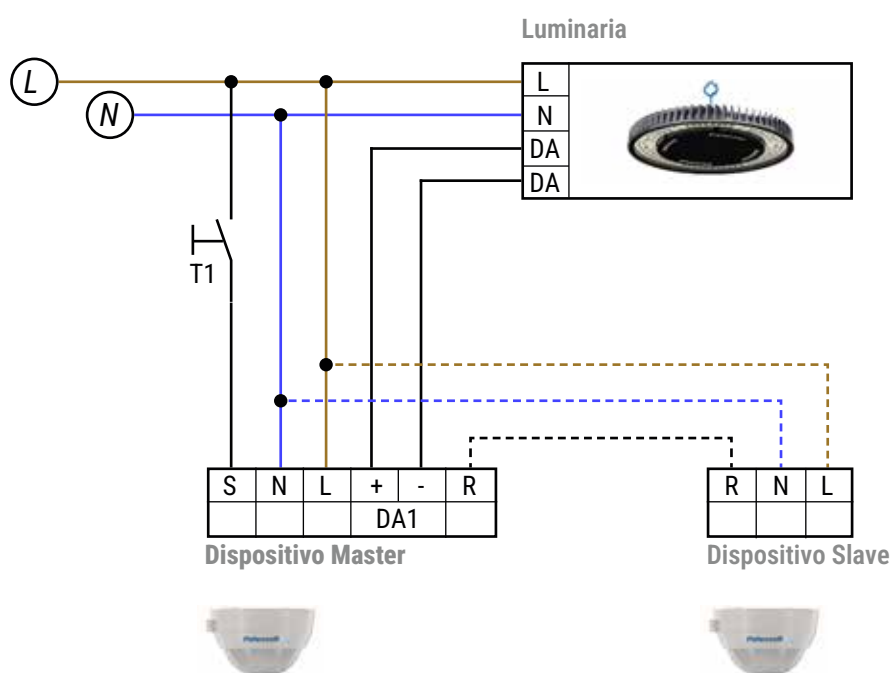 Luminaria
L
N
L
N
DA
DA
T1
S N L + - R
DA1
R N L
Dispositivo Master
Dispositivo Slave